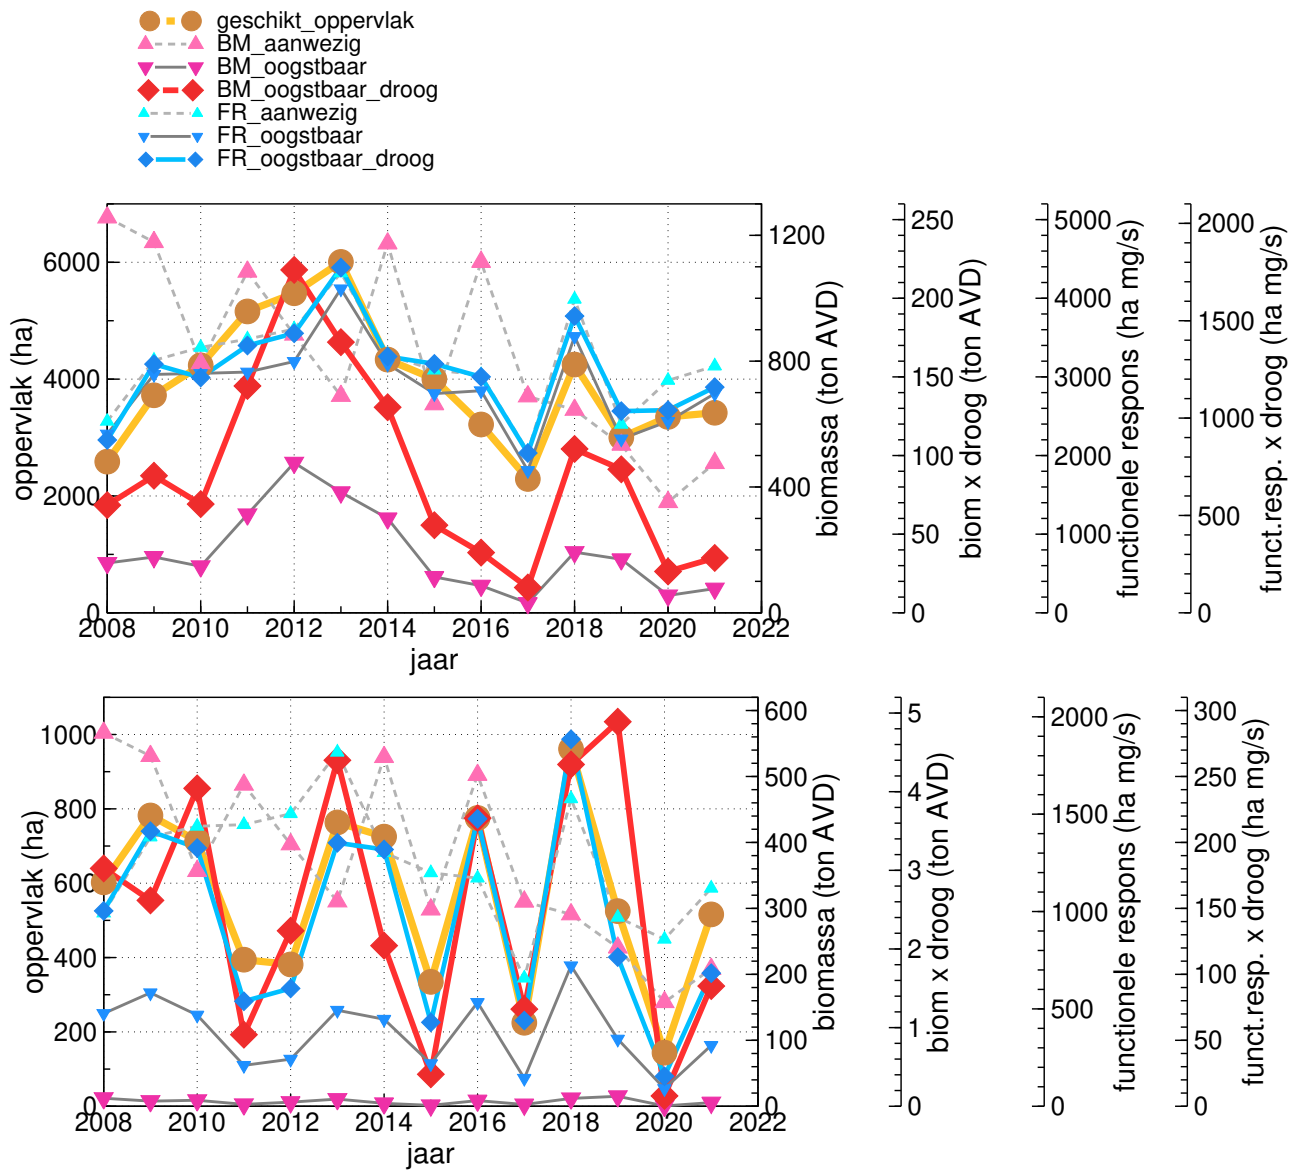 geschikt_oppervlak
BM_aanwezig
BM_oogstbaar
BM_oogstbaar_droog
FR_aanwezig
FR_oogstbaar
FR_oogstbaar_droog
oppervlak (ha)
0
2000
4000
6000
2008 2010 2012 2014 2016 2018 2020 2022
jaar
0
400
800
1200
biomassa (ton AVD)
0
50
100
150
200
250
biom x droog (ton AVD)
0
1000
2000
3000
4000
5000
functionele respons (ha mg/s)
0
500
1000
1500
2000
funct.resp. x droog (ha mg/s)
oppervlak (ha)
0
200
400
600
800
1000
2008 2010 2012 2014 2016 2018 2020 2022
jaar
0
100
200
300
400
500
600
biomassa (ton AVD)
0
1
2
3
4
5
biom x droog (ton AVD)
0
500
1000
1500
2000
functionele respons (ha mg/s)
0
50
100
150
200
250
300
funct.resp. x droog (ha mg/s)